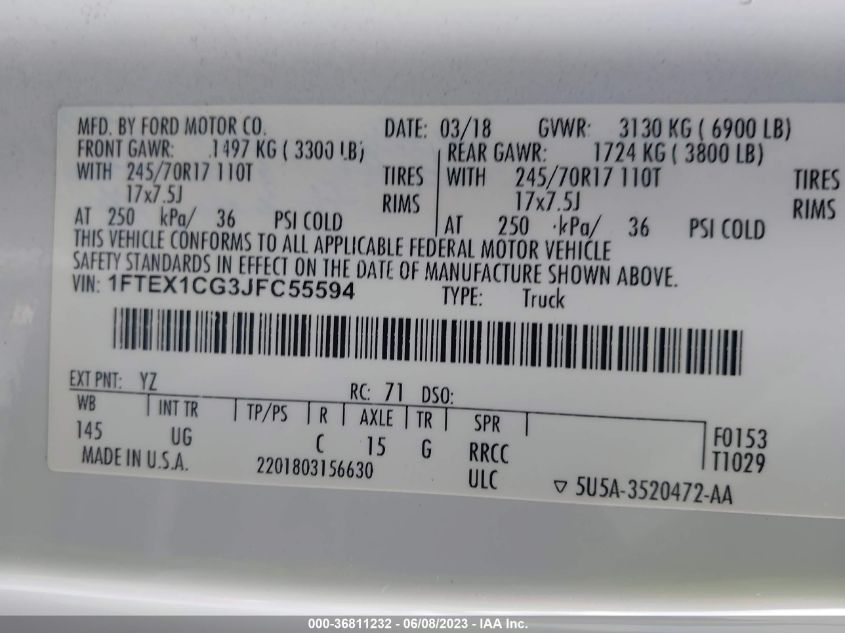 MFD. BY FORD MOTOR CO. DATE: 03/18 GVWR: 3130 KG ( 6900 LB)
FRONT GAWR: 1497 KG ( 3300 LB) REAR GAWR: 1724 KG ( 3800 LB)
WITH 245/70R17 110T TIRES WITH 245/70R17 110T TIRES
17x7.5J RIMS 17x7.5J RIMS
AT 250 kPa/ 36 PSI COLD AT 250 kPa/ 36 PSI COLD
THIS VEHICLE CONFORMS TO ALL APPLICABLE FEDERAL MOTOR VEHICLE
SAFETY STANDARDS IN EFFECT ON THE DATE OF MANUFACTURE SHOWN ABOVE.
VIN: 1FTEX1CG3JFC55594 TYPE: Truck
EXT PNT: YZ RC: 71 DSO:
WB INT TR TP/PS R AXLE TR SPR
145 UG C 15 G RRCC F0153
MADE IN U.S.A. 2201803156630 ULC T1029
▽ 5U5A-3520472-AA
000-36811232 - 06/08/2023 - IAA Inc.